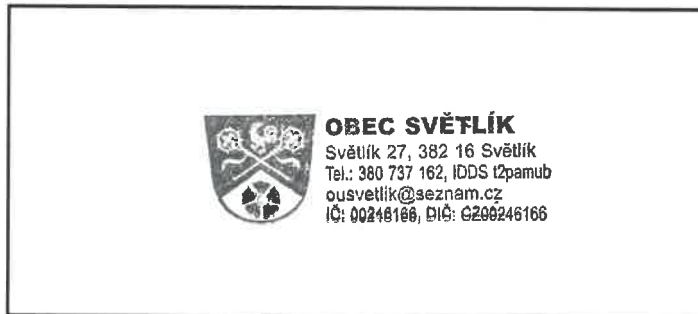 OBEC SVĚTLÍK
Světlík 27, 382 16 Světlík
Tel.: 380 737 162, IDDS t2pamub
ousvetlik@seznam.cz
IČ: 00246166, DIČ: CZ00246166